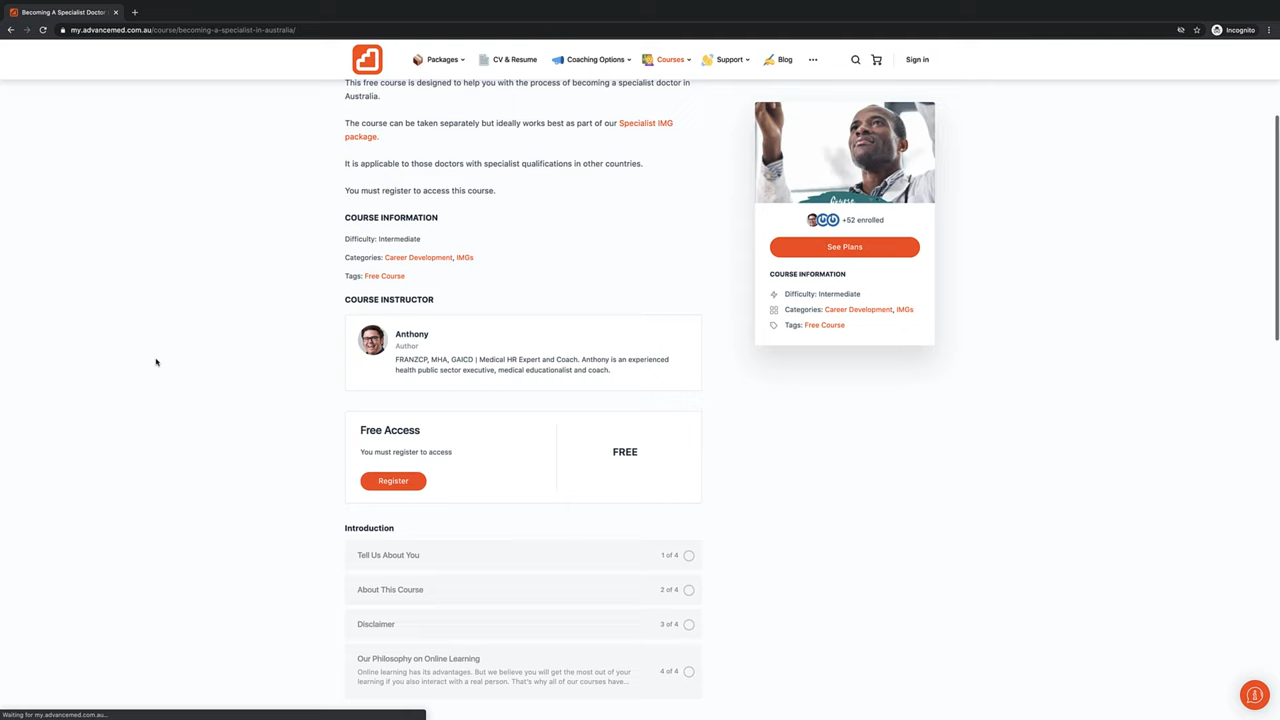 Becoming A Specialist Doctor
my.advancemed.com.au/course/becoming-a-specialist-in-australia/
Incognito
Packages
CV & Resume
Coaching Options
Courses
Support
Blog
Sign in
This free course is designed to help you with the process of becoming a specialist doctor in
Australia.
The course can be taken separately but ideally works best as part of our Specialist IMG
package.
It is applicable to those doctors with specialist qualifications in other countries.
You must register to access this course.
COURSE INFORMATION
Difficulty: Intermediate
Categories: Career Development, IMGs
Tags: Free Course
COURSE INSTRUCTOR
Anthony
Author
FRANZCP, MHA, GAICD | Medical HR Expert and Coach. Anthony is an experienced
health public sector executive, medical educationalist and coach.
Free Access
You must register to access
Register
FREE
Introduction
Tell Us About You 1 of 4
About This Course 2 of 4
Disclaimer 3 of 4
Our Philosophy on Online Learning
Online learning has its advantages. But we believe you will get the most out of your
learning if you also interact with a real person. That's why all of our courses have...
4 of 4
Course
+52 enrolled
See Plans
COURSE INFORMATION
Difficulty: Intermediate
Categories: Career Development, IMGs
Tags: Free Course
Waiting for my.advancemed.com.au...